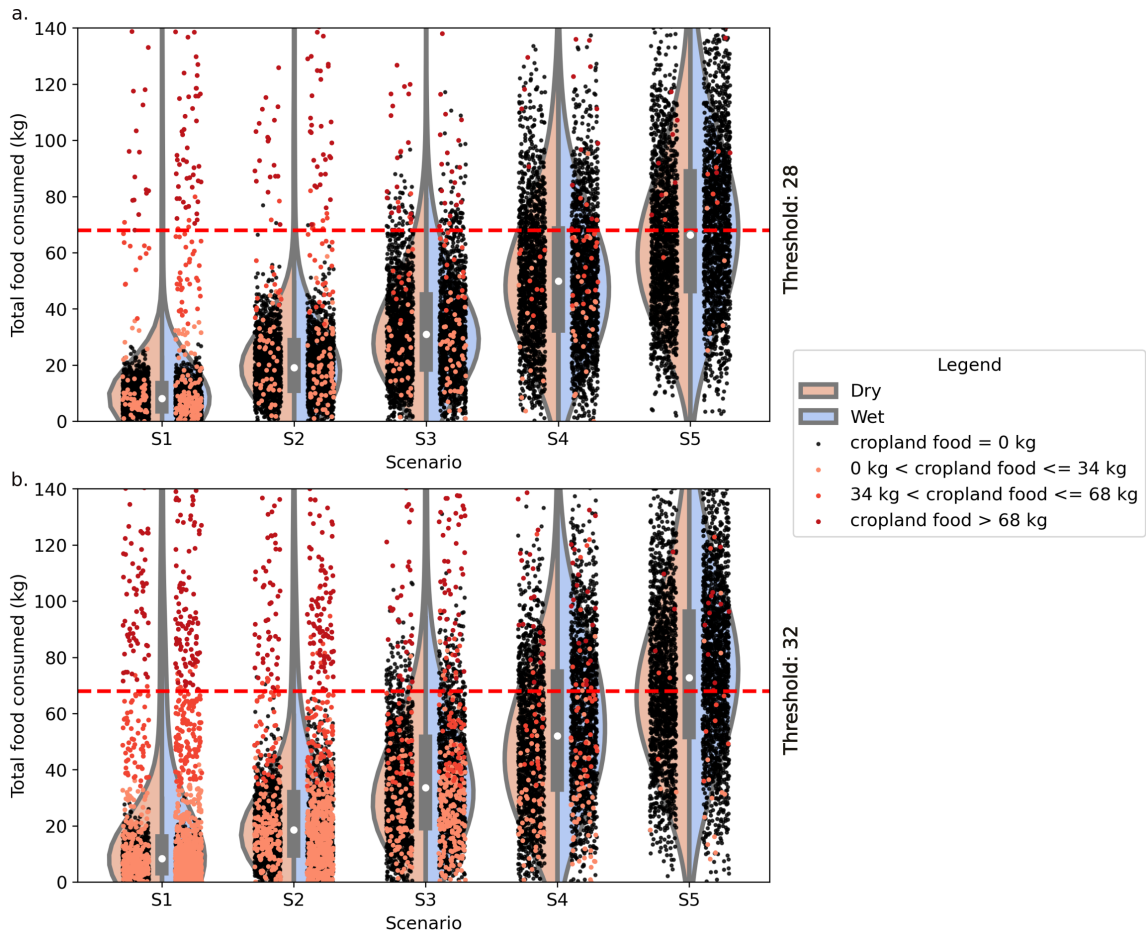 a.
140
120
100
80
60
40
20
0
Total food consumed (kg)
S1 S2 S3 S4 S5
Scenario
Threshold: 28
Legend
Dry
Wet
cropland food = 0 kg
0 kg < cropland food <= 34 kg
34 kg < cropland food <= 68 kg
cropland food > 68 kg
b.
140
120
100
80
60
40
20
0
Total food consumed (kg)
S1 S2 S3 S4 S5
Scenario
Threshold: 32